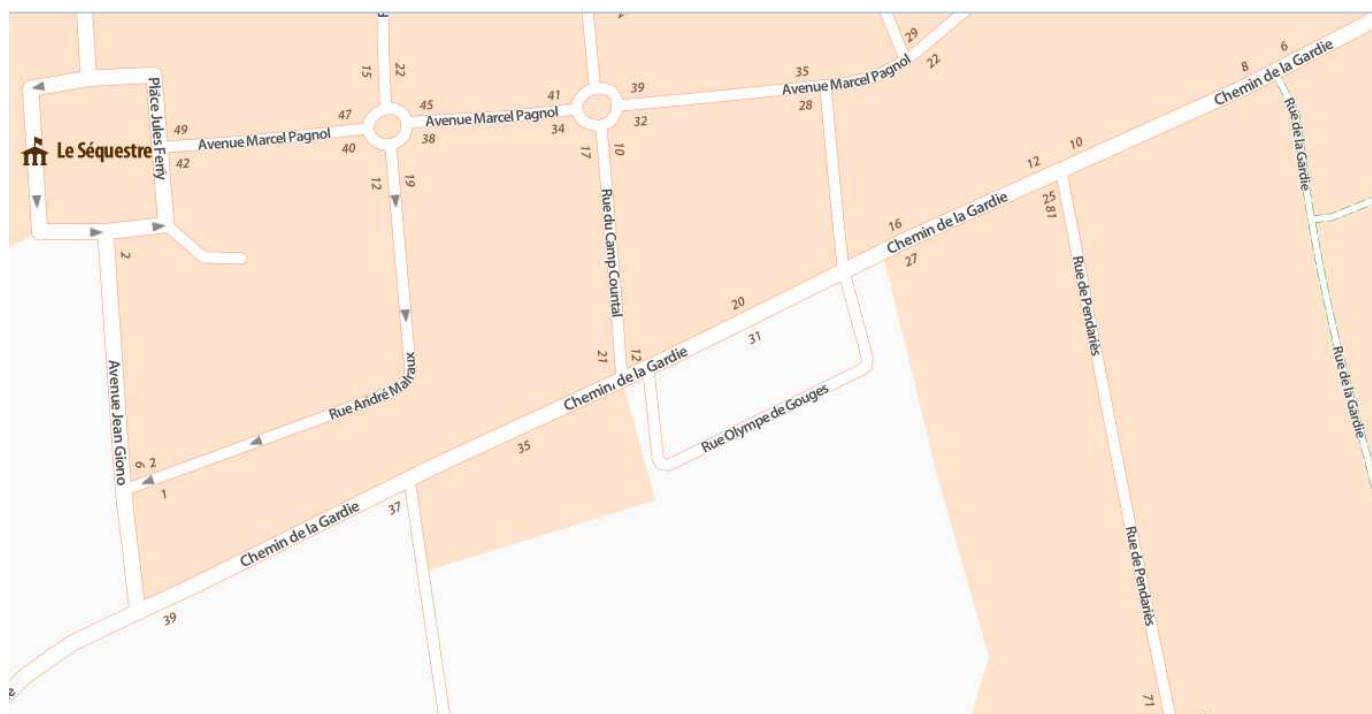 29
22
6
8
Chemin de la Gardie
Rue de la Gardie
15
22
Place Jules Ferry
35
Avenue Marcel Pagnol
28
41
39
34
32
47
45
Avenue Marcel Pagnol
40
38
49
Avenue Marcel Pagnol
42
Le Séquestre
17
10
12
19
12
10
25
81
16
Chemin de la Gardie
27
Rue du Camp Countal
2
Rue de Pendariès
20
31
21
12
Chemin de la Gardie
Rue de la Gardie
Avenue Jean Giono
Rue André Malraux
Rue Olympe de Gouges
35
6
2
1
37
Chemin de la Gardie
Rue de Pendariès
39
71